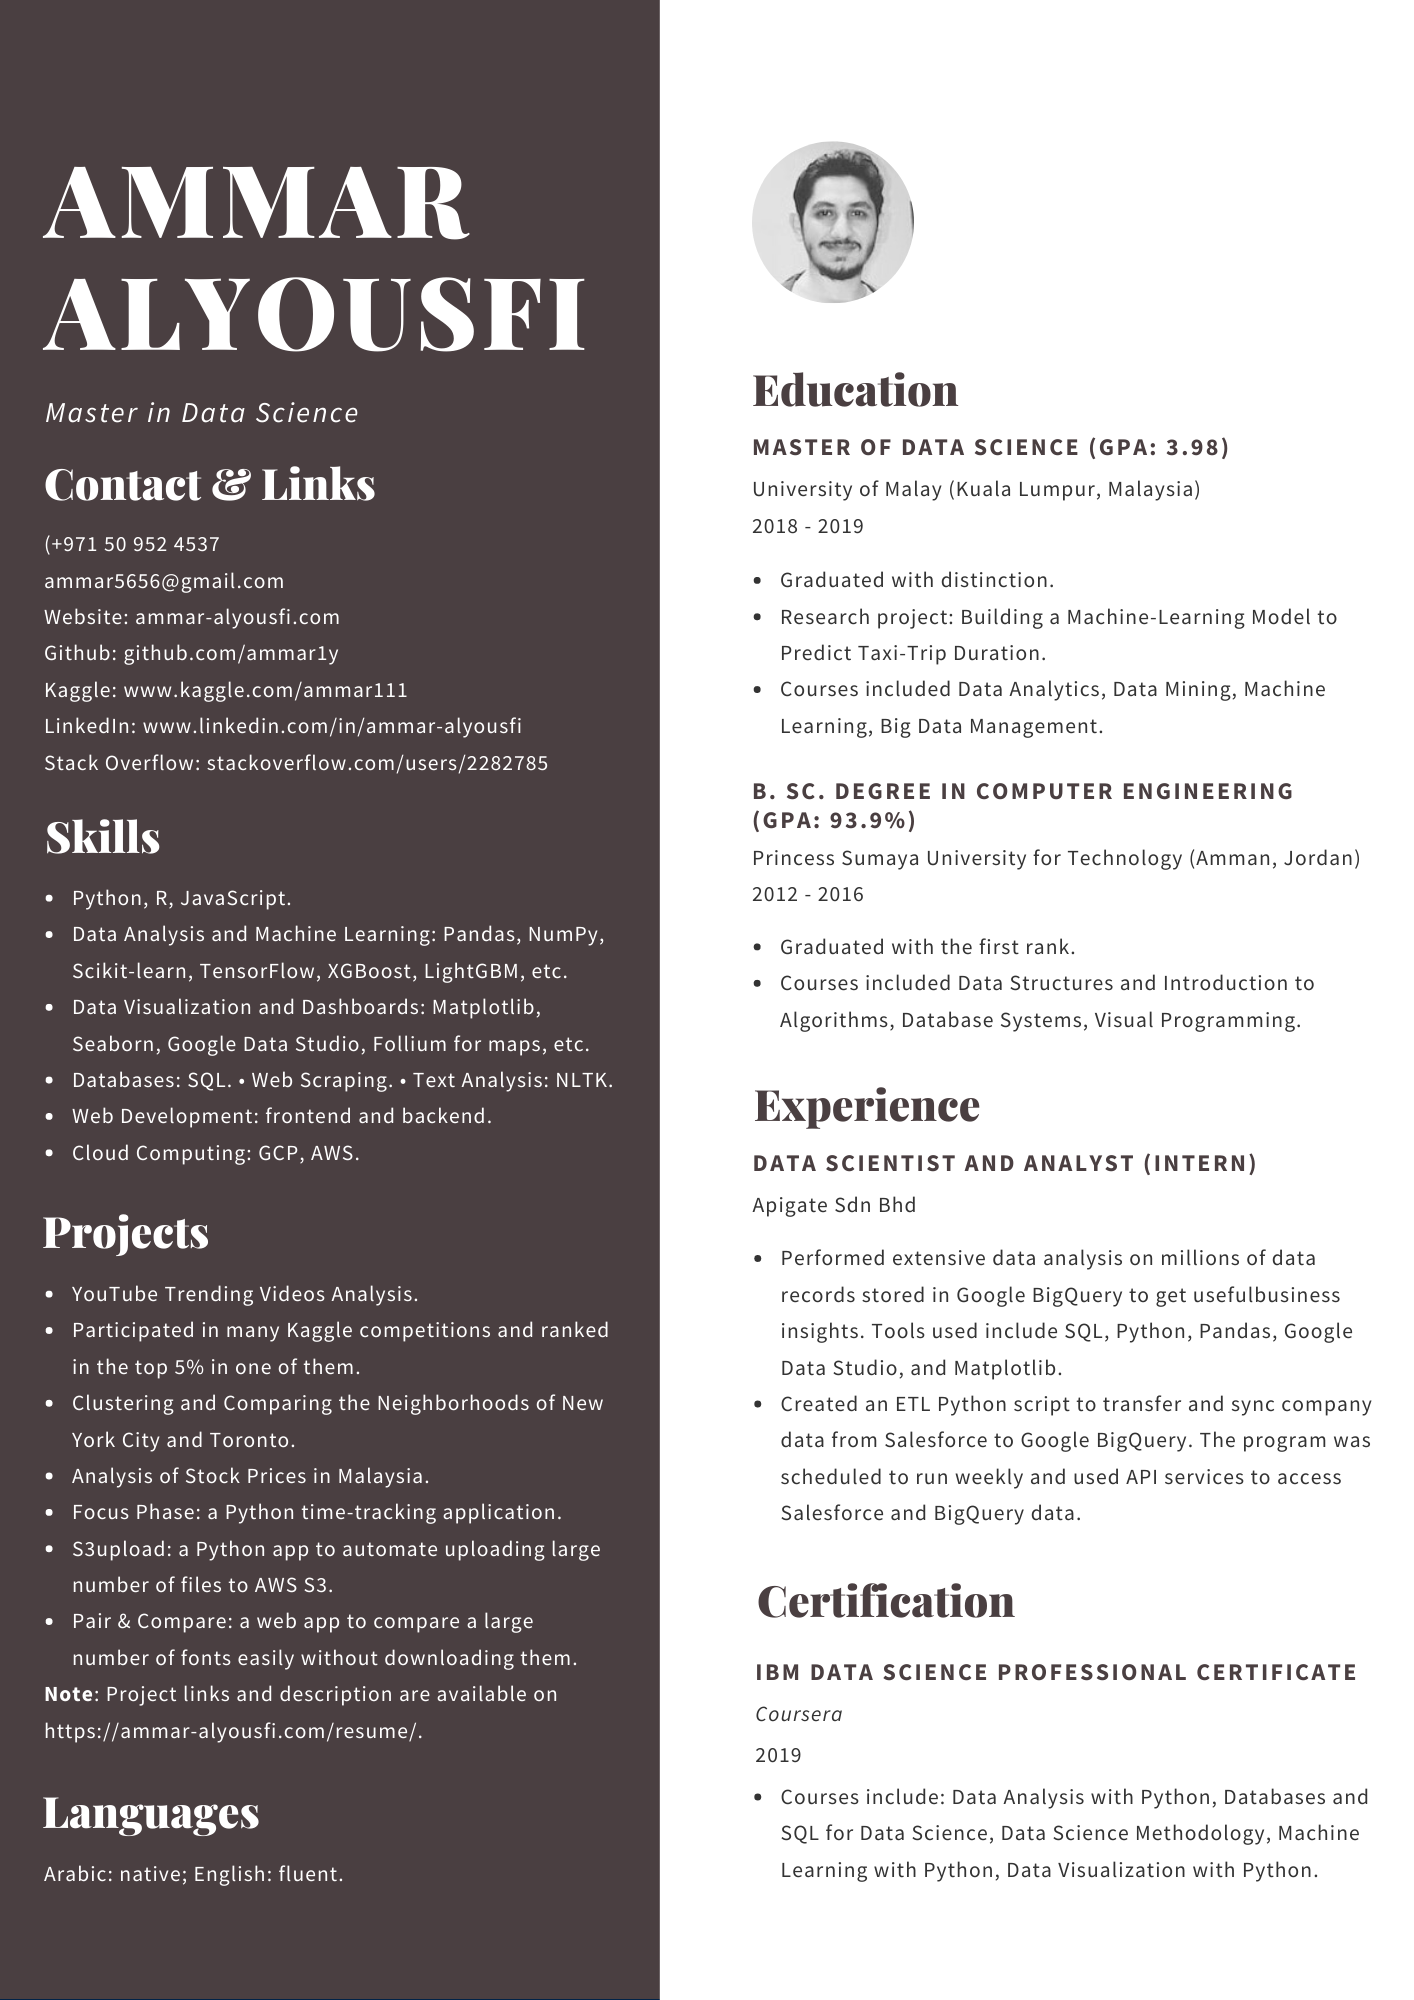 AMMAR
ALYOUSFI
Master in Data Science
Contact & Links
(+971 50 952 4537
ammar5656@gmail.com
Website: ammar-alyousfi.com
Github: github.com/ammar1y
Kaggle: www.kaggle.com/ammar111
LinkedIn: www.linkedin.com/in/ammar-alyousfi
Stack Overflow: stackoverflow.com/users/2282785
Skills
• Python, R, JavaScript.
• Data Analysis and Machine Learning: Pandas, NumPy,
Scikit-learn, TensorFlow, XGBoost, LightGBM, etc.
• Data Visualization and Dashboards: Matplotlib,
Seaborn, Google Data Studio, Follium for maps, etc.
• Databases: SQL. • Web Scraping. • Text Analysis: NLTK.
• Web Development: frontend and backend.
• Cloud Computing: GCP, AWS.
Projects
• YouTube Trending Videos Analysis.
• Participated in many Kaggle competitions and ranked
in the top 5% in one of them.
• Clustering and Comparing the Neighborhoods of New
York City and Toronto.
• Analysis of Stock Prices in Malaysia.
• Focus Phase: a Python time-tracking application.
• S3upload: a Python app to automate uploading large
number of files to AWS S3.
• Pair & Compare: a web app to compare a large
number of fonts easily without downloading them.
Note: Project links and description are available on
https://ammar-alyousfi.com/resume/.
Languages
Arabic: native; English: fluent.
Education
MASTER OF DATA SCIENCE (GPA: 3.98)
University of Malay (Kuala Lumpur, Malaysia)
2018 - 2019
• Graduated with distinction.
• Research project: Building a Machine-Learning Model to
Predict Taxi-Trip Duration.
• Courses included Data Analytics, Data Mining, Machine
Learning, Big Data Management.
B. SC. DEGREE IN COMPUTER ENGINEERING
(GPA: 93.9%)
Princess Sumaya University for Technology (Amman, Jordan)
2012 - 2016
• Graduated with the first rank.
• Courses included Data Structures and Introduction to
Algorithms, Database Systems, Visual Programming.
Experience
DATA SCIENTIST AND ANALYST (INTERN)
Apigate Sdn Bhd
• Performed extensive data analysis on millions of data
records stored in Google BigQuery to get usefulbusiness
insights. Tools used include SQL, Python, Pandas, Google
Data Studio, and Matplotlib.
• Created an ETL Python script to transfer and sync company
data from Salesforce to Google BigQuery. The program was
scheduled to run weekly and used API services to access
Salesforce and BigQuery data.
Certification
IBM DATA SCIENCE PROFESSIONAL CERTIFICATE
Coursera
2019
• Courses include: Data Analysis with Python, Databases and
SQL for Data Science, Data Science Methodology, Machine
Learning with Python, Data Visualization with Python.